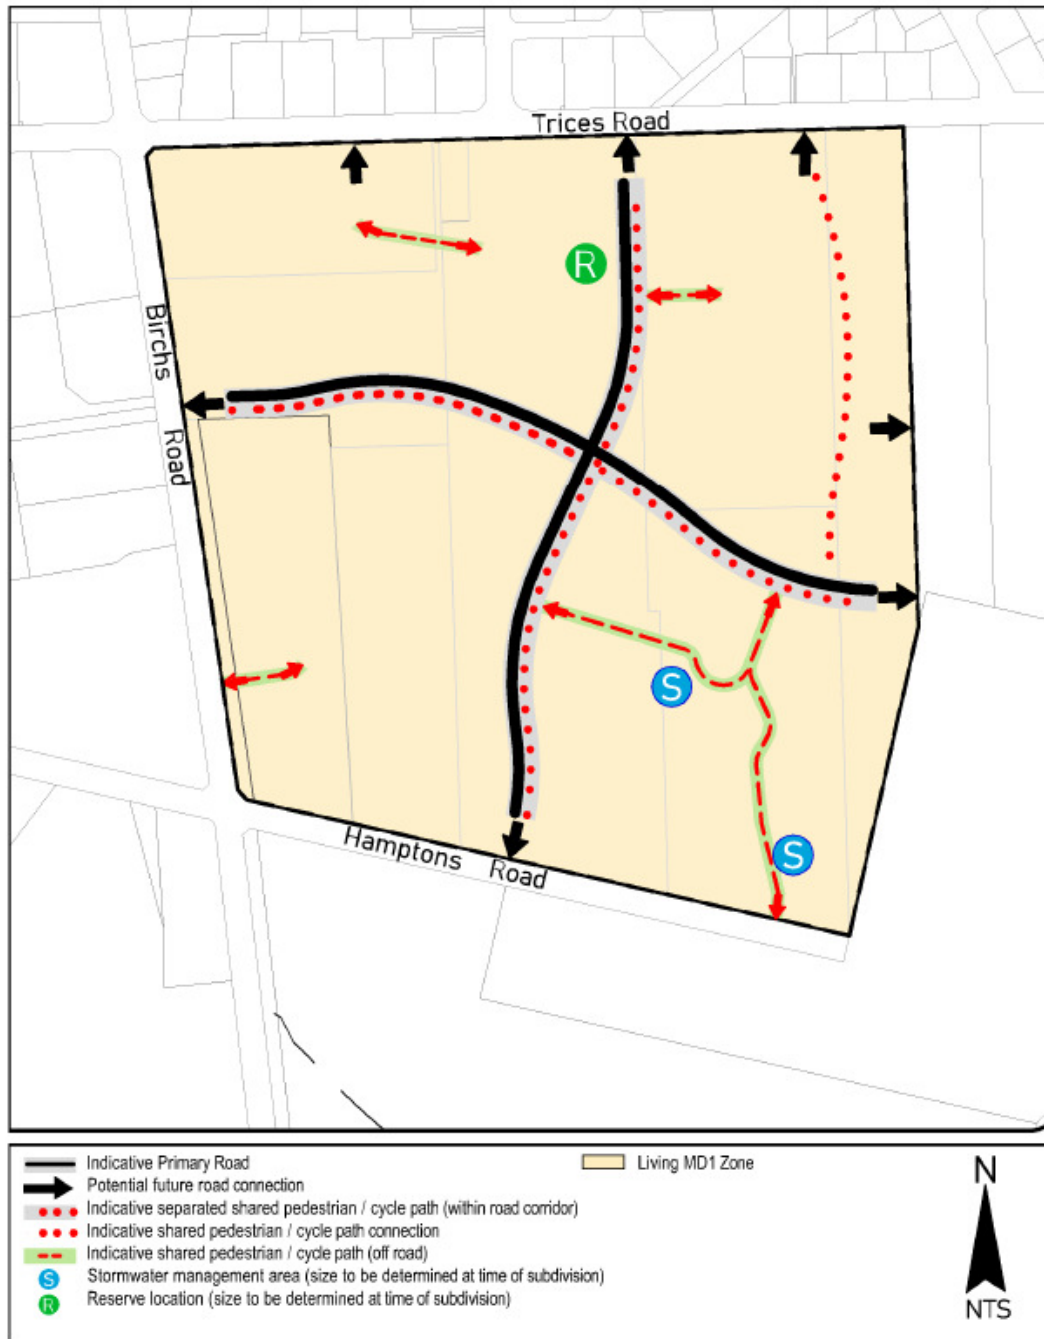 Trices Road
R
Birchs
Road
S
S
Hamptons Road
Indicative Primary Road
Living MD1 Zone
Potential future road connection
Indicative separated shared pedestrian / cycle path (within road corridor)
Indicative shared pedestrian / cycle path connection
Indicative shared pedestrian / cycle path (off road)
S Stormwater management area (size to be determined at time of subdivision)
R Reserve location (size to be determined at time of subdivision)
N
NTS